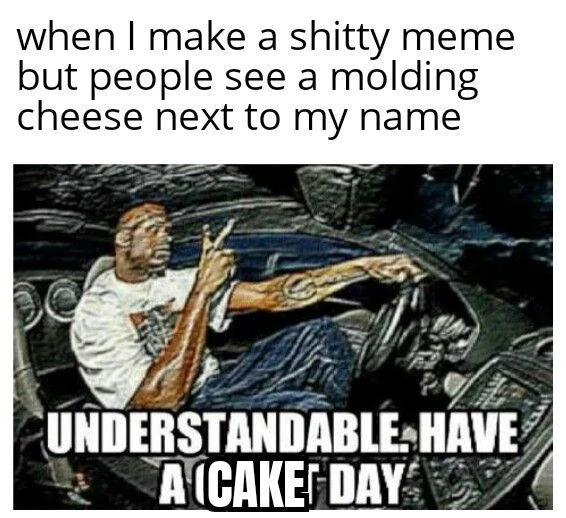 when I make a shitty meme
but people see a molding
cheese next to my name
UNDERSTANDABLE. HAVE
A CAKE DAY